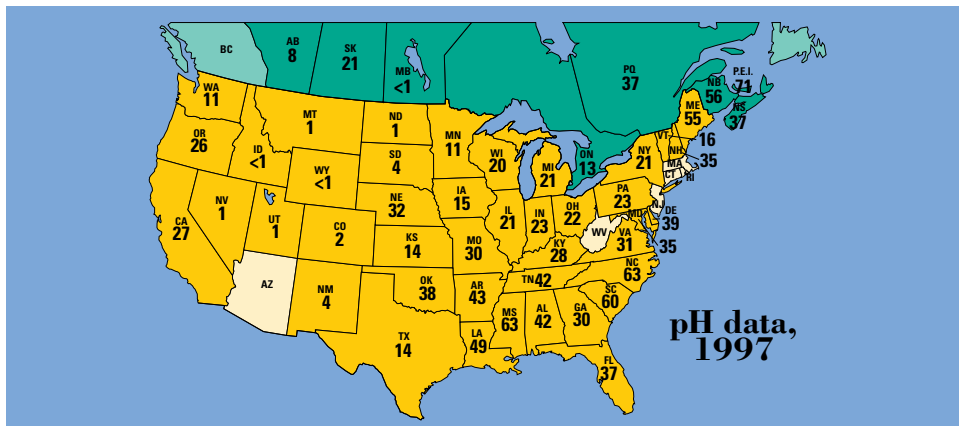 BC
AB
8
SK
21
MB
<1
PQ
37
NB
56
P.E.I.
71
NS
37
ON
13
WA
11
MT
1
ND
1
MN
11
ME
55
VT
NH
16
35
OR
26
ID
<1
WY
<1
SD
4
WI
20
MI
21
NY
21
MA
CT
RI
NV
1
UT
1
CO
2
NE
32
IA
15
IL
21
IN
23
OH
22
PA
23
NJ
MD
DE
39
35
CA
27
KS
14
MO
30
KY
28
WV
VA
31
AZ
NM
4
OK
38
AR
43
TN 42
NC
63
SC
60
TX
14
LA
49
MS
63
AL
42
GA
30
FL
37
pH data,
1997